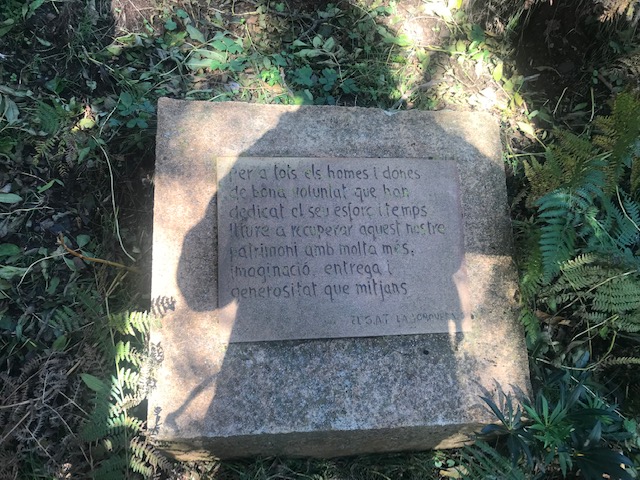 Per a tots els homes i dones
de bona voluntat que han
dedicat el seu esforç i temps
lliure a recuperar aquest nostre
patrimoni amb molta més,
imaginació, entrega i
generositat que mitjans